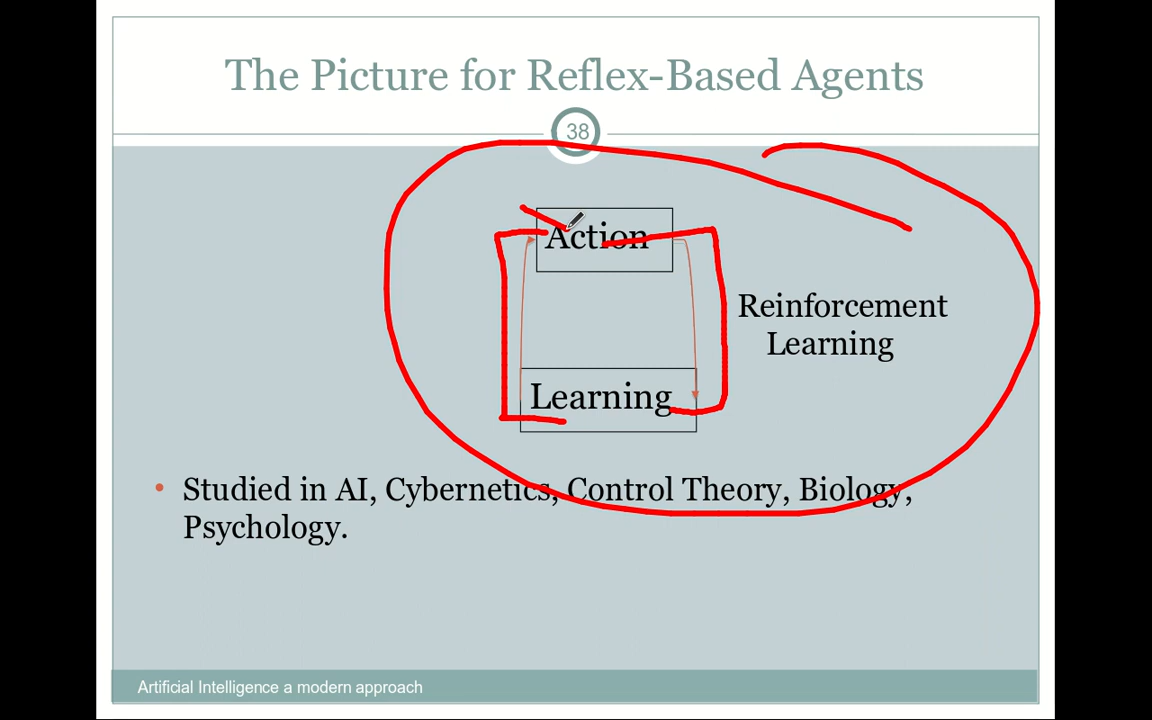 The Picture for Reflex-Based Agents
38
Action
Reinforcement
Learning
Learning
• Studied in AI, Cybernetics, Control Theory, Biology,
Psychology.
Artificial Intelligence a modern approach